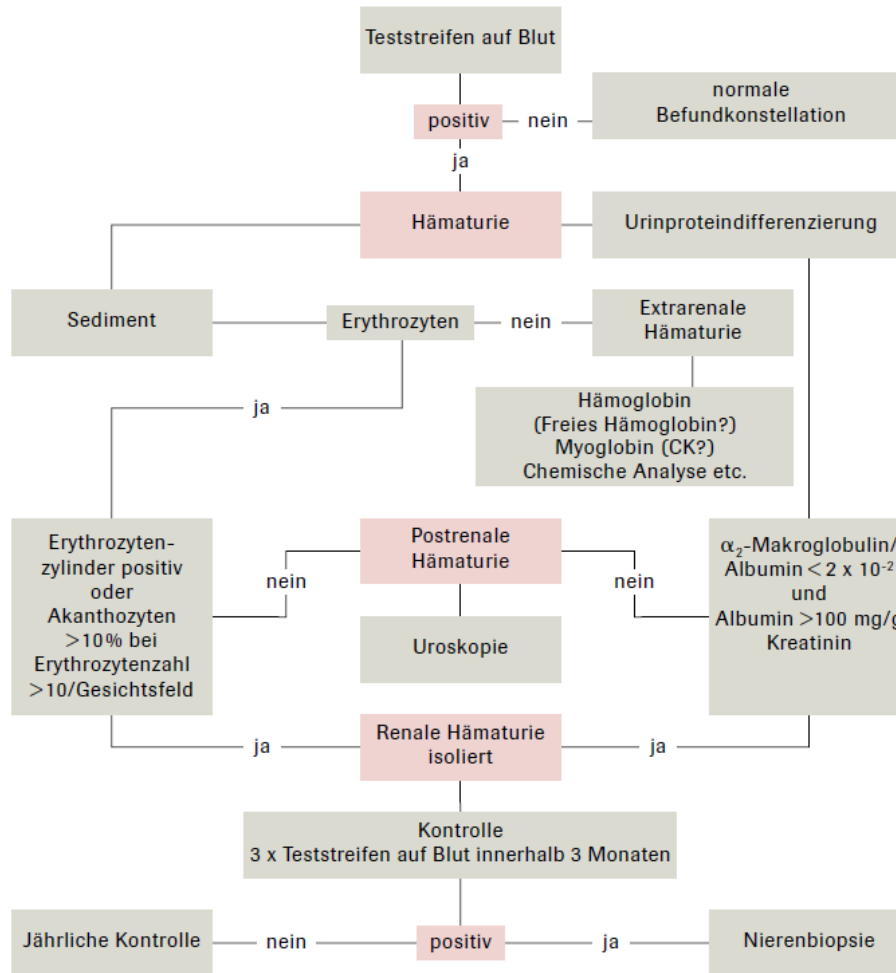 Teststreifen auf Blut
normale
Befundkonstellation
positiv
nein
ja
Hämaturie
Urinproteindifferenzierung
Sediment
Erythrozyten
nein
Extrarenale
Hämaturie
ja
Hämoglobin
(Freies Hämoglobin?)
Myoglobin (CK?)
Chemische Analyse etc.
Erythrozyten-
zylinder positiv
oder
Akanthozyten
>10% bei
Erythrozytenzahl
>10/Gesichtsfeld
nein
Postrenale
Hämaturie
nein
α₂-Makroglobulin/
Albumin < 2 x 10⁻²
und
Albumin >100 mg/g
Kreatinin
Uroskopie
ja
Renale Hämaturie
isoliert
ja
Kontrolle
3 x Teststreifen auf Blut innerhalb 3 Monaten
Jährliche Kontrolle
nein
positiv
ja
Nierenbiopsie